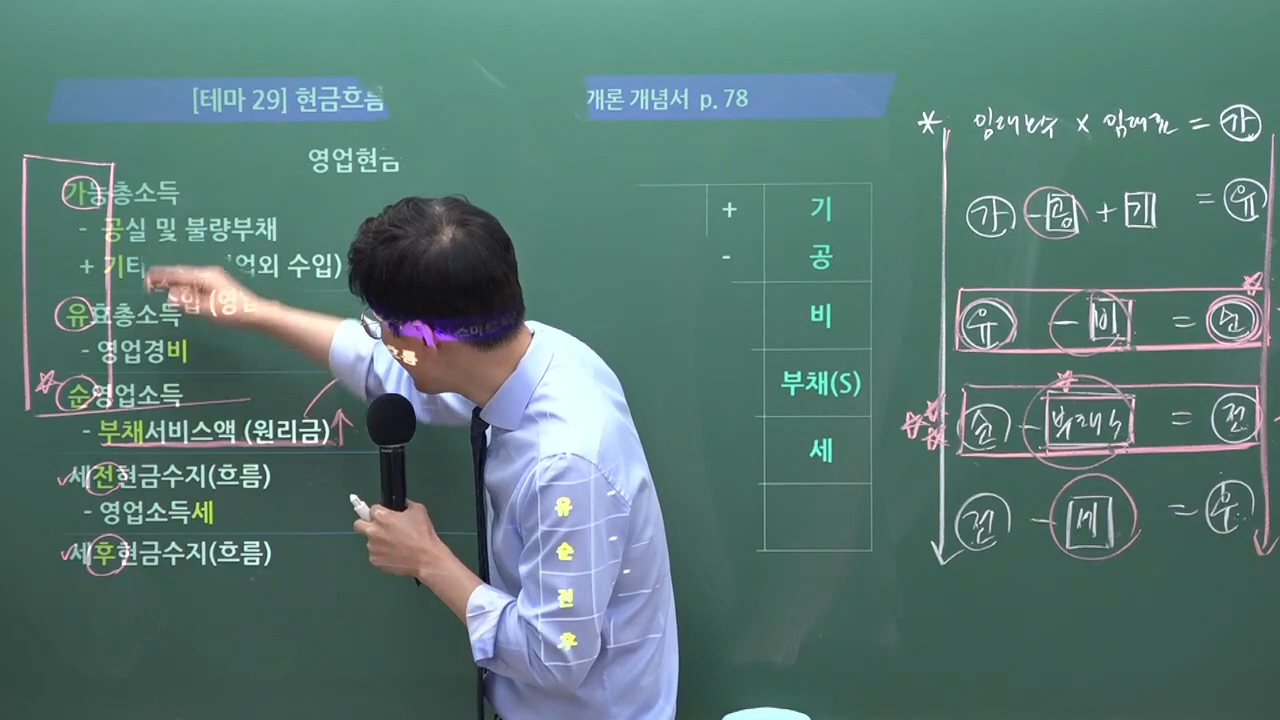 [테마 29] 현금흐름
개론 개념서 p. 78
영업현금
가능총소득
- 공실 및 불량부채
+ 기타 외 수입)
유효총소득
- 영업경비
순영업소득
- 부채서비스액 (원리금)
세전현금수지(흐름)
- 영업소득세
세후현금수지(흐름)
유
순
전
후
+ 기
- 공
비
부채(S)
세
* 임대단수 x 임대료 = 가
가 - 공 + 기 = 유
유 - 비 = 순
순 - 부채S = 전
전 - 세 = 후